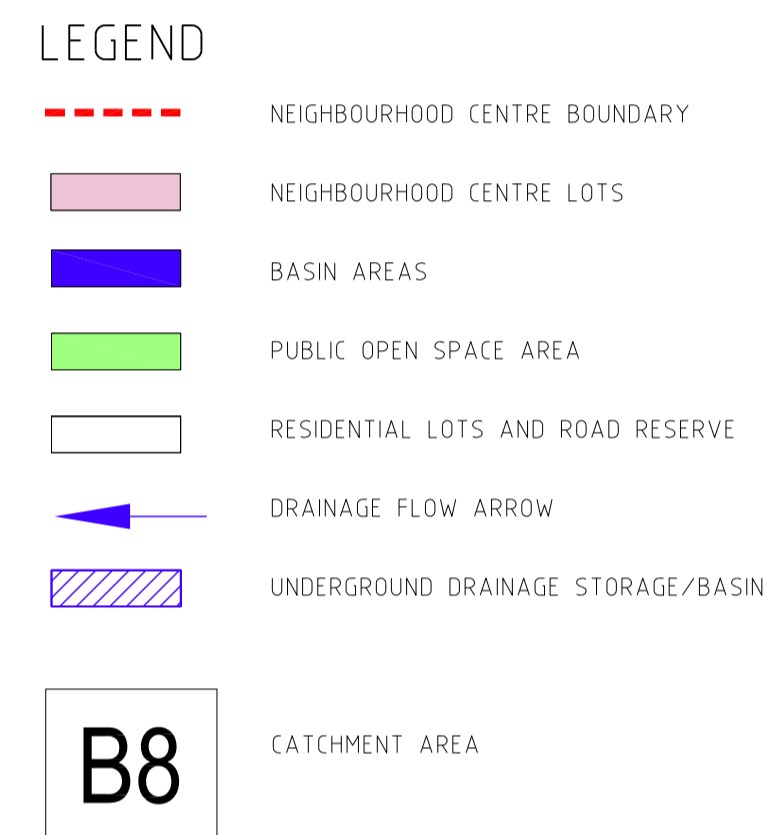 LEGEND
NEIGHBOURHOOD CENTRE BOUNDARY
NEIGHBOURHOOD CENTRE LOTS
BASIN AREAS
PUBLIC OPEN SPACE AREA
RESIDENTIAL LOTS AND ROAD RESERVE
DRAINAGE FLOW ARROW
UNDERGROUND DRAINAGE STORAGE/BASIN
B8 CATCHMENT AREA